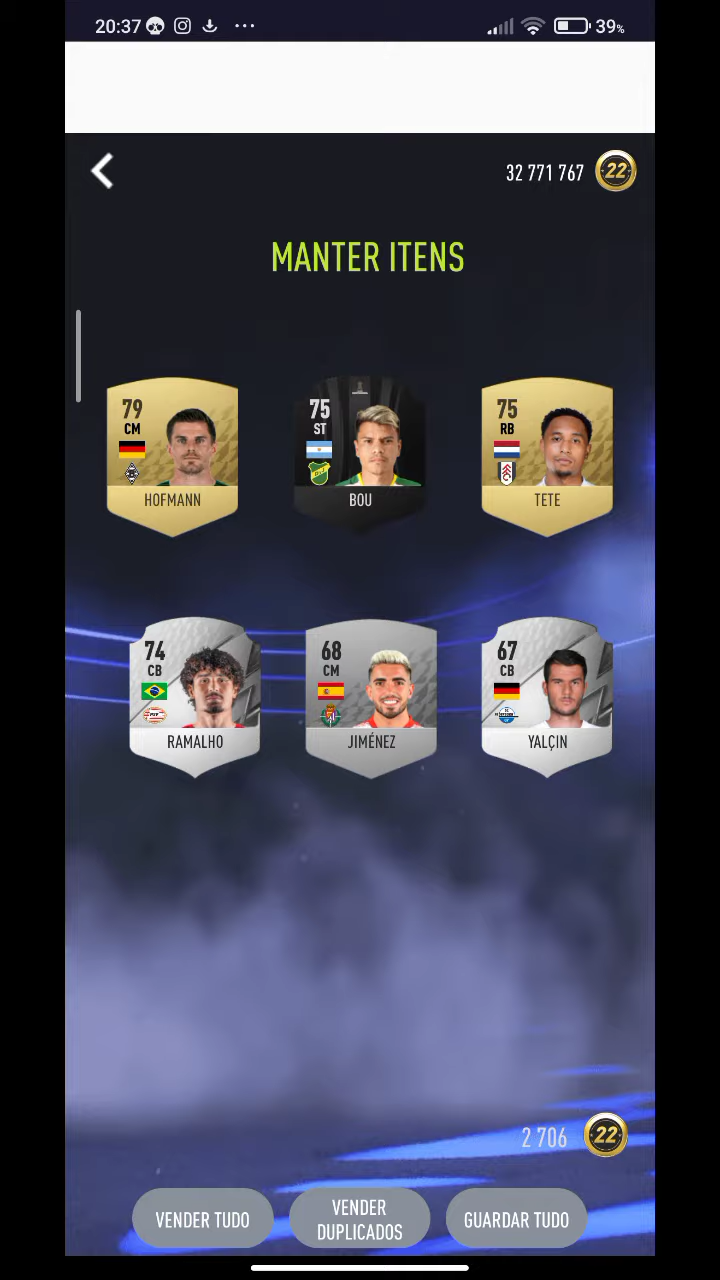 20:37
39%
32 771 767
22
MANTER ITENS
79
CM
HOFMANN
75
ST
BOU
75
RB
TETE
74
CB
RAMALHO
68
CM
JIMÉNEZ
67
CB
YALÇIN
2 706
22
VENDER TUDO
VENDER
DUPLICADOS
GUARDAR TUDO